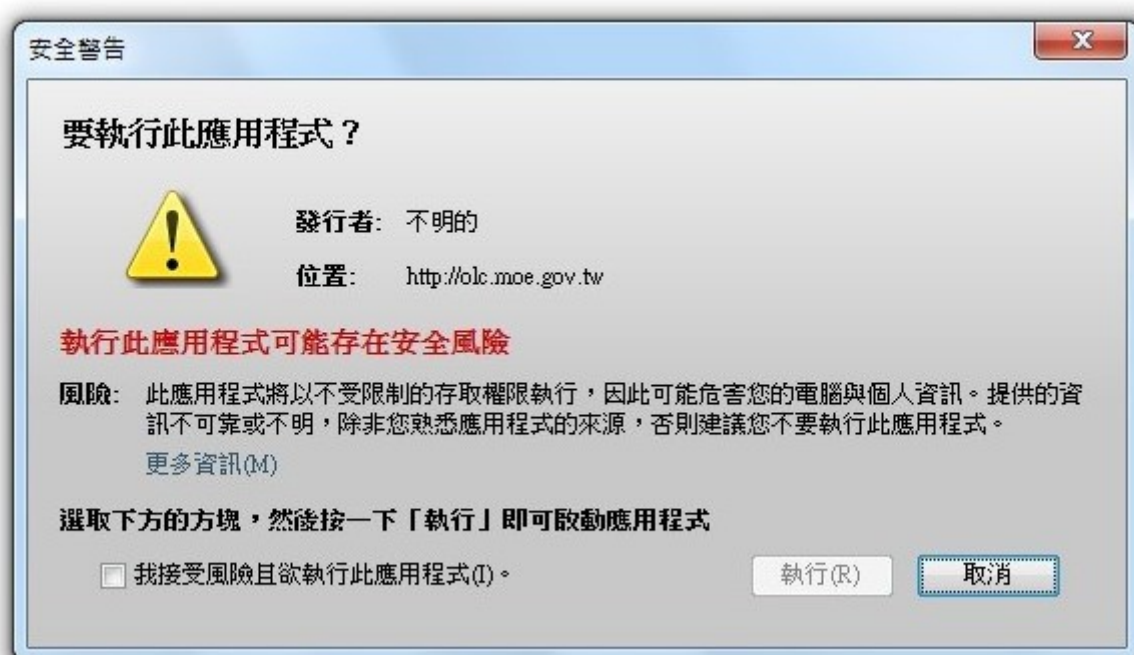 安全警告
要執行此應用程式？
發行者: 不明的
位置: http://olc.moe.gov.tw
執行此應用程式可能存在安全風險
風險: 此應用程式將以不受限制的存取權限執行，因此可能危害您的電腦與個人資訊。提供的資
訊不可靠或不明，除非您熟悉應用程式的來源，否則建議您不要執行此應用程式。
更多資訊(M)
選取下方的方塊，然後按一下「執行」即可啟動應用程式
我接受風險且欲執行此應用程式(I)。
執行(R) 取消